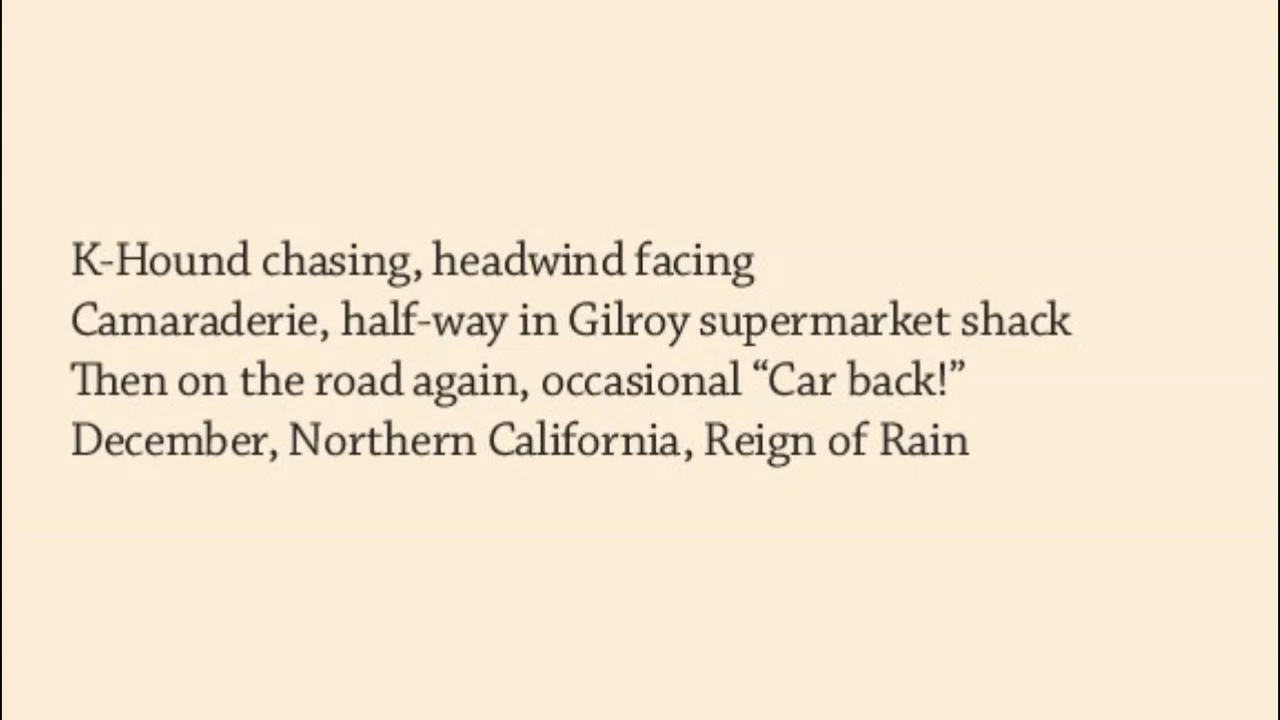 K-Hound chasing, headwind facing
Camaraderie, half-way in Gilroy supermarket shack
Then on the road again, occasional “Car back!”
December, Northern California, Reign of Rain